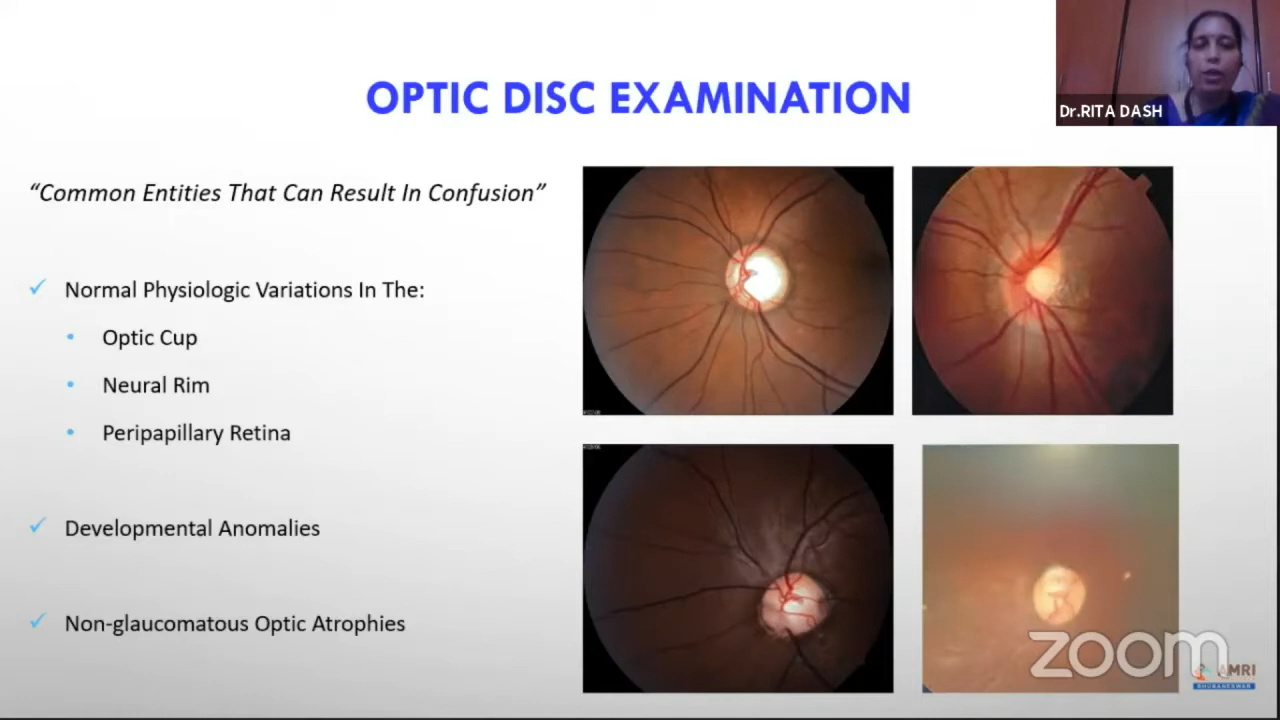 Dr.RITA DASH
OPTIC DISC EXAMINATION
“Common Entities That Can Result In Confusion”
✓ Normal Physiologic Variations In The:
• Optic Cup
• Neural Rim
• Peripapillary Retina
✓ Developmental Anomalies
✓ Non-glaucomatous Optic Atrophies
zoom
AMRI
BHUBANESWAR